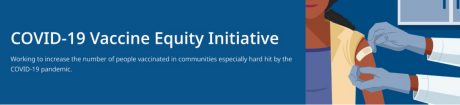 COVID-19 Vaccine Equity Initiative
Working to increase the number of people vaccinated in communities especially hard hit by the
COVID-19 pandemic.